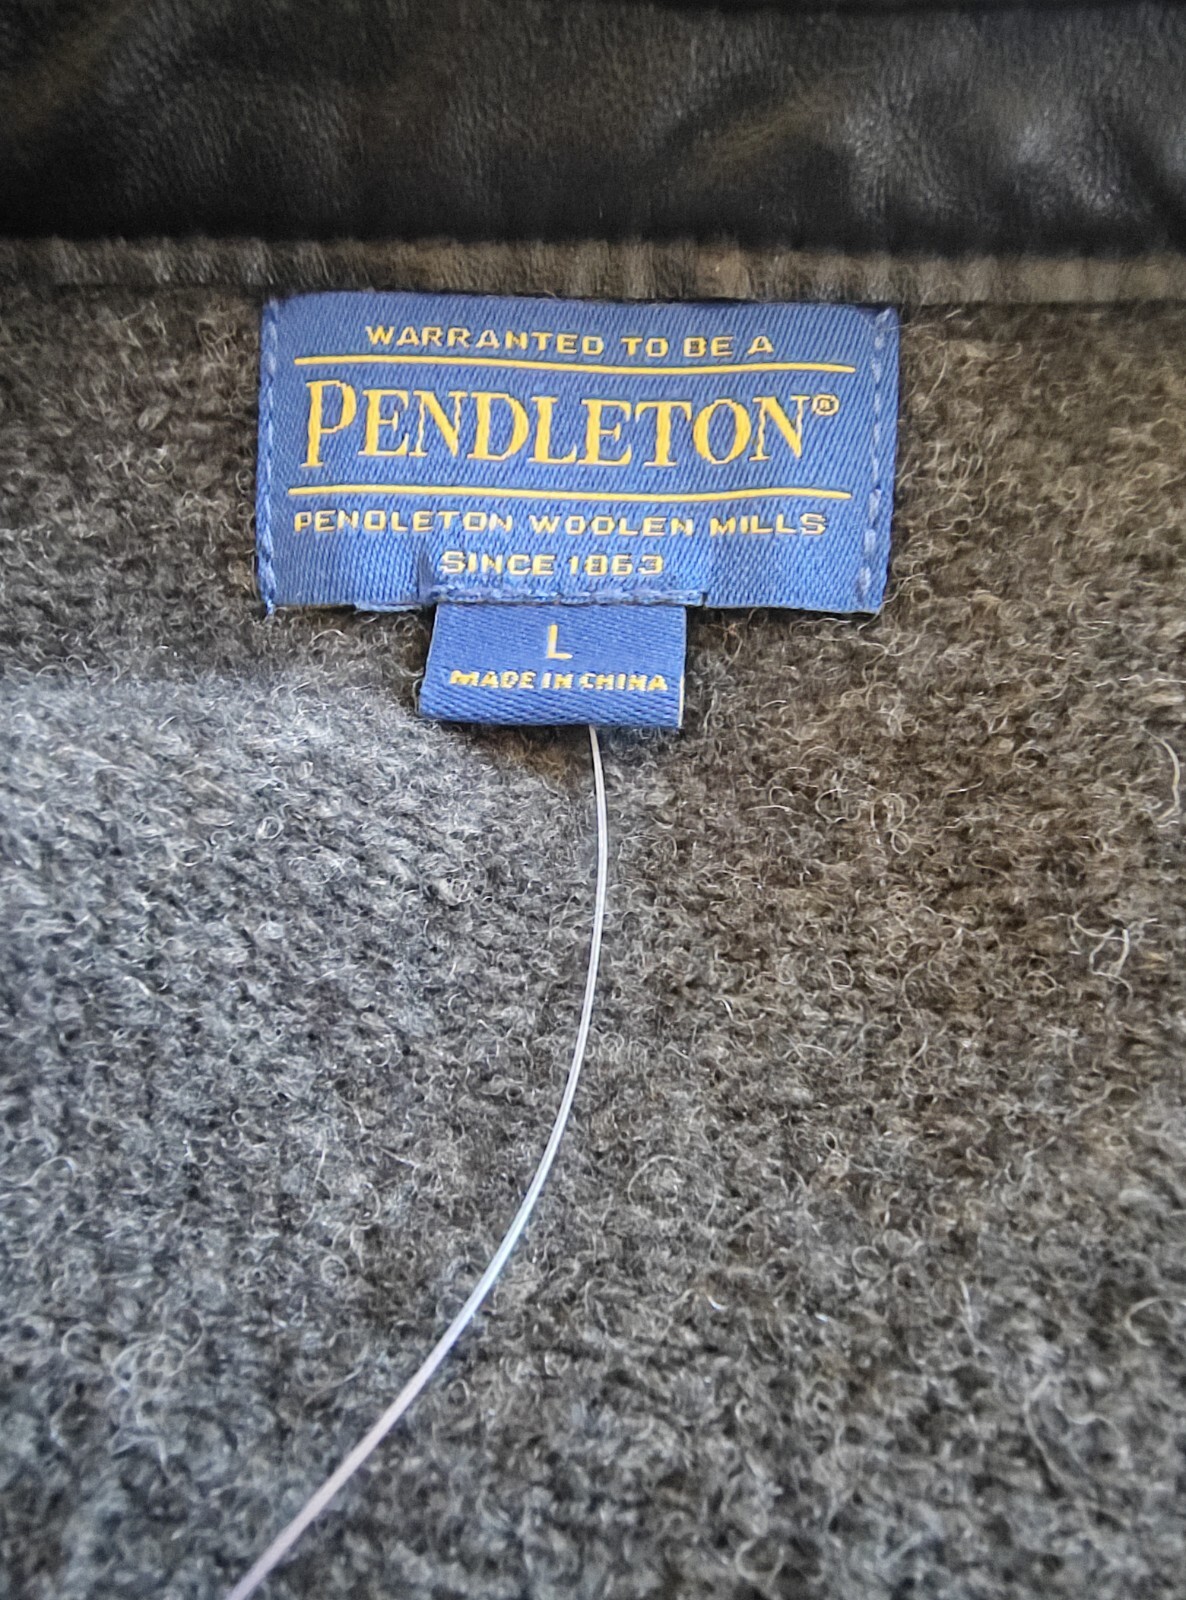 WARRANTED TO BE A
PENDLETON®
PENDLETON WOOLEN MILLS
SINCE 1863
L
MADE IN CHINA